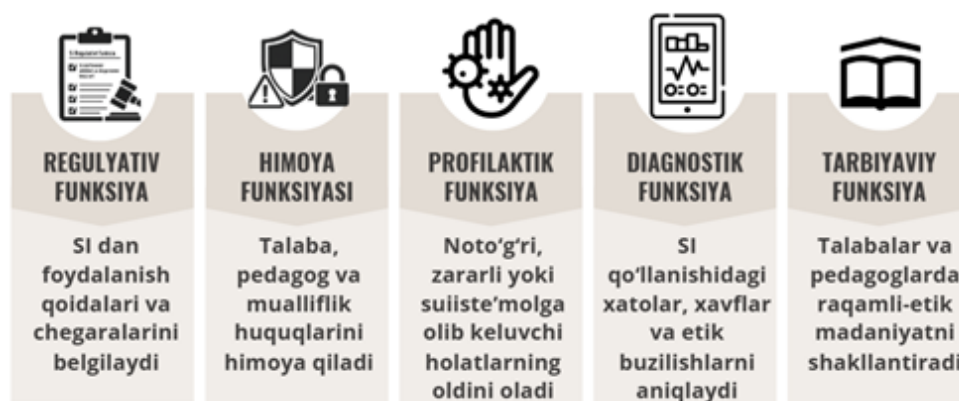 REGULYATIV
FUNKSIYA
SI dan
foydalanish
qoidalari va
chegaralarini
belgilaydi
HIMOYA
FUNKSIYASI
Talaba,
pedagog va
mualliflik
huquqlarini
himoya qiladi
PROFILAKTIK
FUNKSIYA
Noto‘g‘ri,
zararli yoki
suiiste’molga
olib keluvchi
holatlarning
oldini oladi
DIAGNOSTIK
FUNKSIYA
SI
qo‘llanishidagi
xatolar, xavflar
va etik
buzilishlarni
aniqlaydi
TARBIYAVIY
FUNKSIYA
Talabalar va
pedagoglarda
raqamli-etik
madaniyatni
shakllantiradi